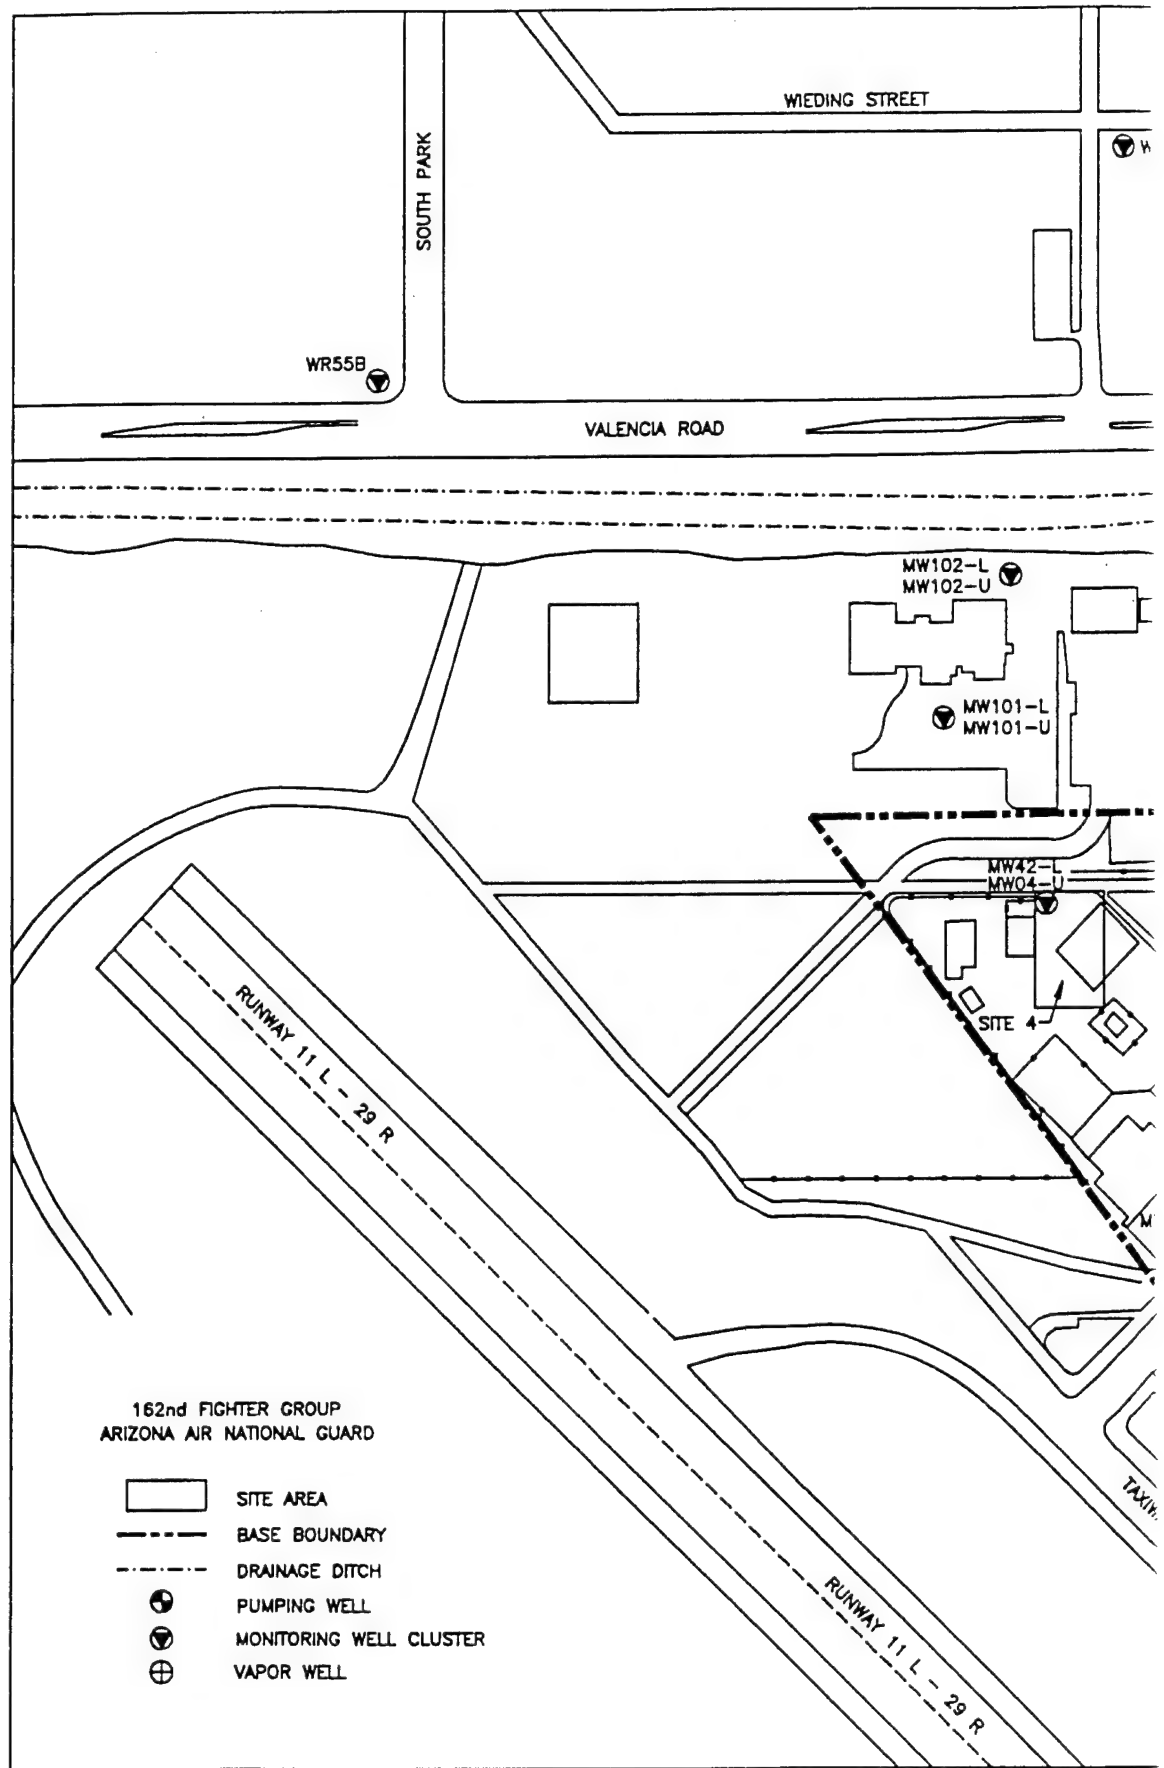 WIEDING STREET
SOUTH PARK
WR55B
VALENCIA ROAD
MW102-L
MW102-U
MW101-L
MW101-U
MW42-L
MW04-U
SITE 4
RUNWAY 11 L - 29 R
162nd FIGHTER GROUP
ARIZONA AIR NATIONAL GUARD
SITE AREA
BASE BOUNDARY
DRAINAGE DITCH
PUMPING WELL
MONITORING WELL CLUSTER
VAPOR WELL
RUNWAY 11 L - 29 R